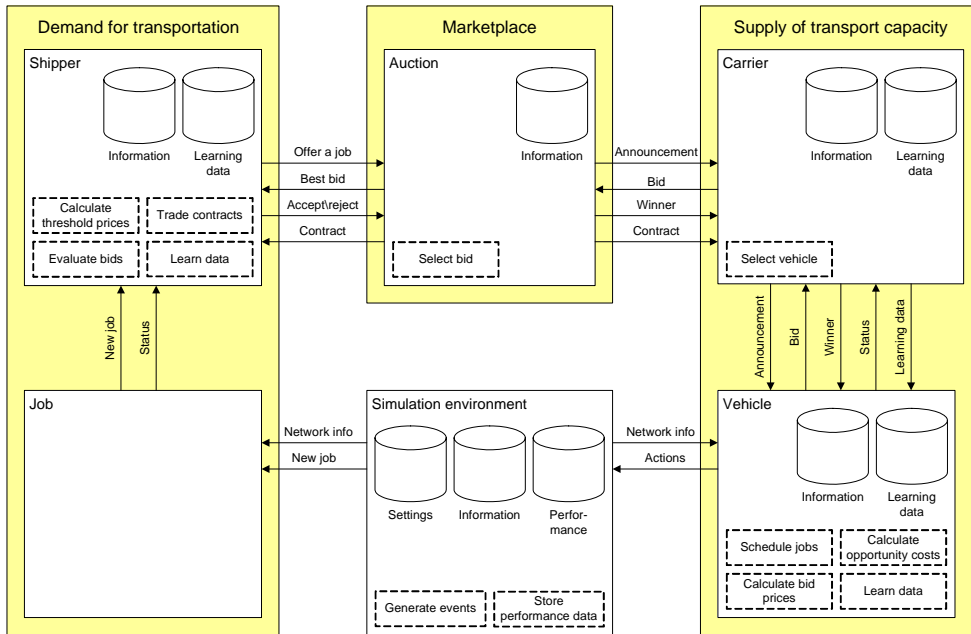 Demand for transportation
Marketplace
Supply of transport capacity
Shipper
Information
Learning
data
Calculate
threshold prices
Trade contracts
Evaluate bids
Learn data
Offer a job
Best bid
Accept\reject
Contract
Auction
Information
Select bid
Announcement
Bid
Winner
Contract
Carrier
Information
Learning
data
Select vehicle
New job
Status
Announcement
Bid
Winner
Status
Learning data
Job
Network info
New job
Simulation environment
Settings
Information
Perfor-
mance
Generate events
Store
performance data
Network info
Actions
Vehicle
Information
Learning
data
Schedule jobs
Calculate
opportunity costs
Calculate bid
prices
Learn data